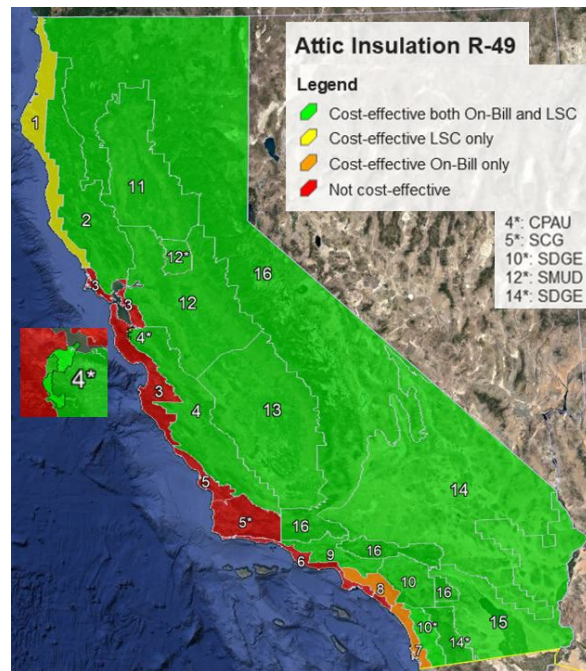 Attic Insulation R-49
Legend
Cost-effective both On-Bill and LSC
Cost-effective LSC only
Cost-effective On-Bill only
Not cost-effective
4*: CPAU
5*: SCG
10*: SDGE
12*: SMUD
14*: SDGE
1
11
2
16
12*
3
3
12
4*
4*
3
4
13
5
14
5*
16
6
9
16
8
10
16
15
10*
14*
7